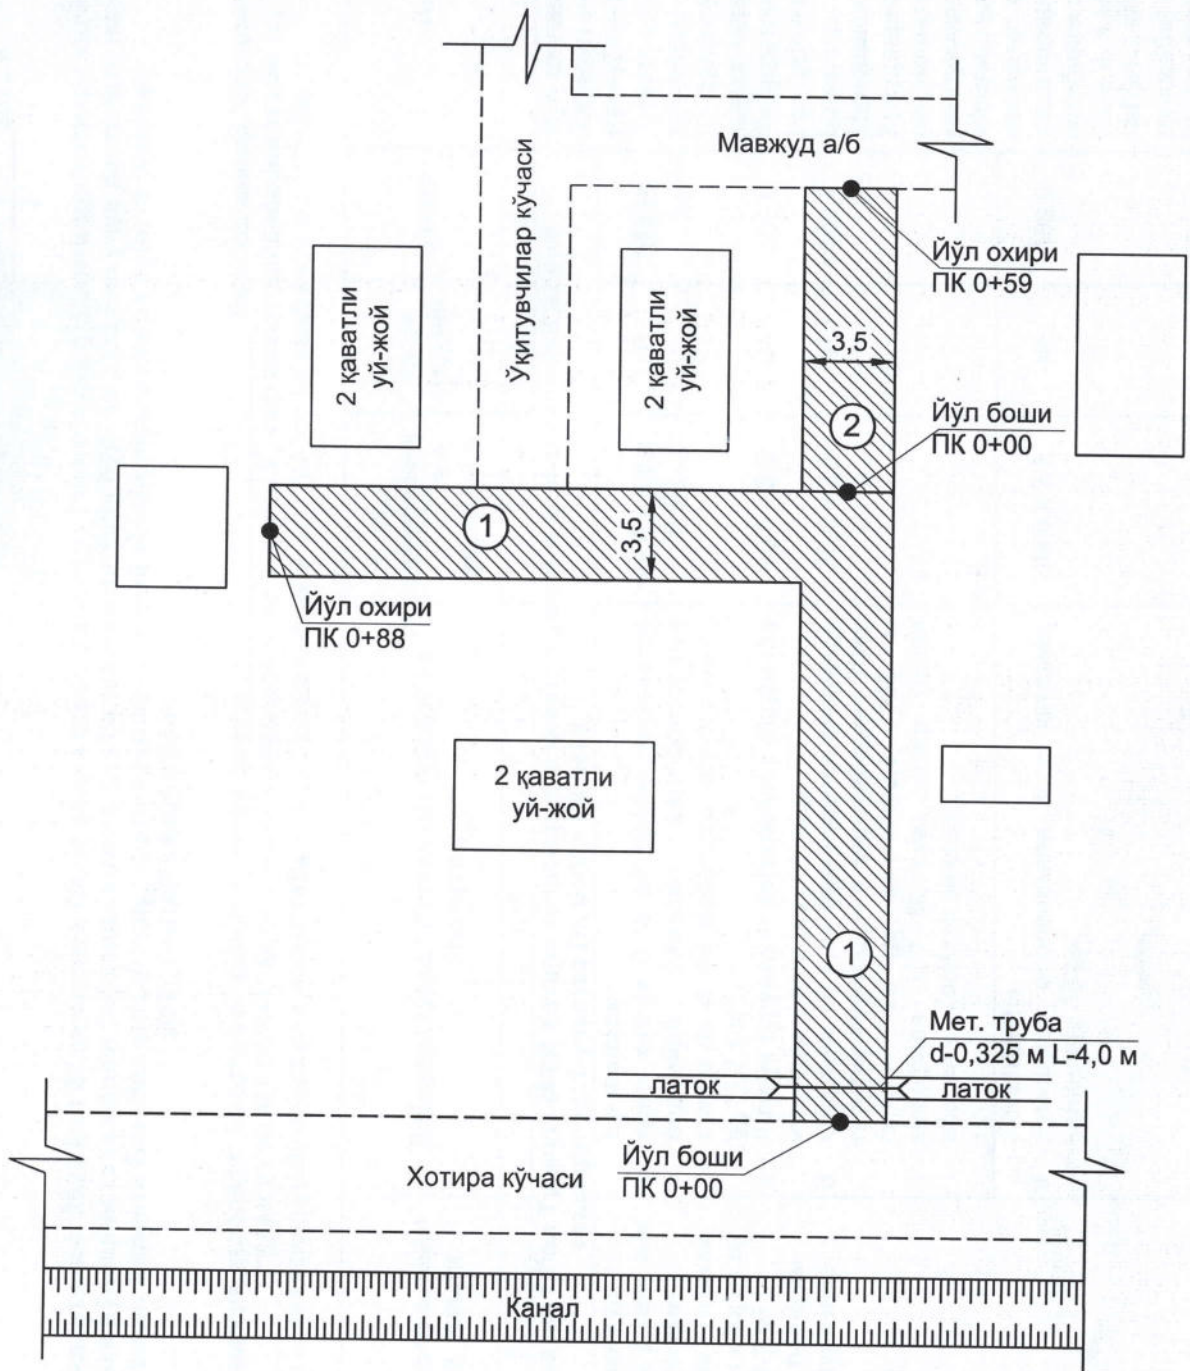 Мавжуд а/б
Ўқитувчилар кўчаси
Йўл охири
ПК 0+59
2 қаватли
уй-жой
2 қаватли
уй-жой
3,5
Йўл боши
ПК 0+00
2
1
3,5
Йўл охири
ПК 0+88
2 қаватли
уй-жой
1
Мет. труба
d-0,325 м L-4,0 м
латок
латок
Йўл боши
ПК 0+00
Хотира кўчаси
Канал